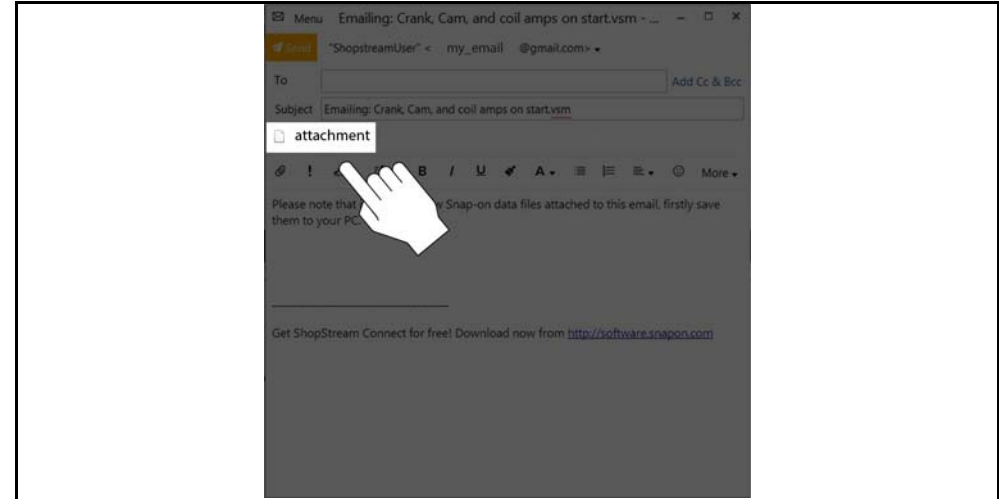 Menu Emailing: Crank, Cam, and coil amps on start.vsm - ...
Send "ShopstreamUser" < my_email @gmail.com>
To Add Cc & Bcc
Subject Emailing: Crank, Cam, and coil amps on start.vsm
attachment
B I U A More
Please note that Snap-on data files attached to this email, firstly save
them to your PC.
Get ShopStream Connect for free! Download now from http://software.snapon.com